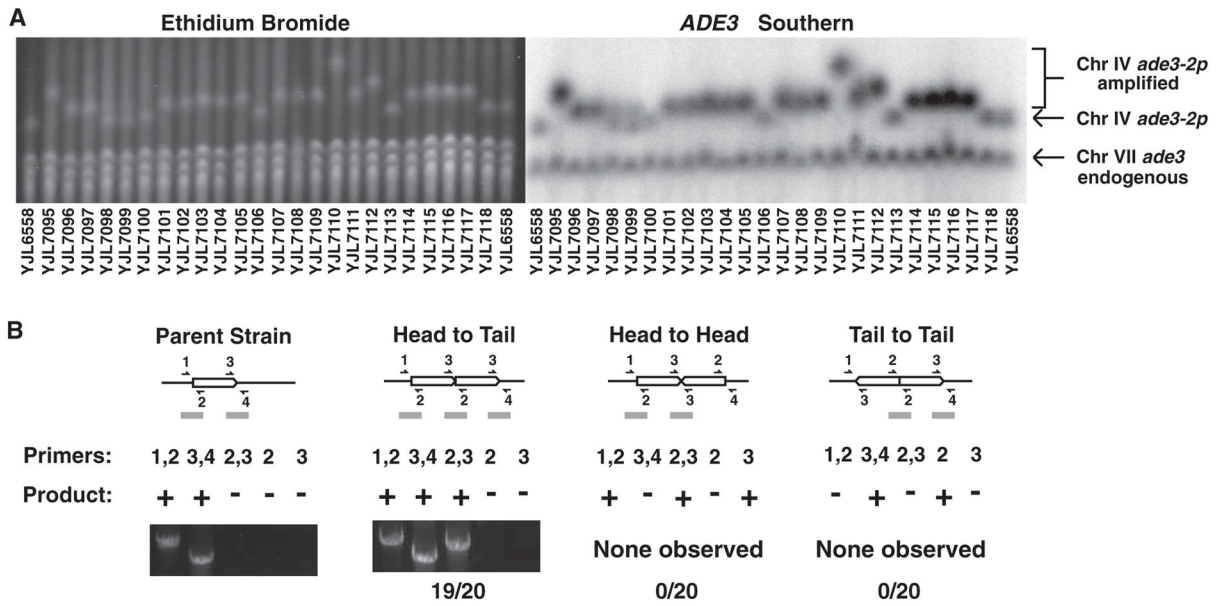 A
Ethidium Bromide
ADE3 Southern
Chr IV ade3-2p
amplified
Chr IV ade3-2p
Chr VII ade3
endogenous
YJL6558 YJL7095 YJL7096 YJL7097 YJL7098 YJL7099 YJL7100 YJL7101 YJL7102 YJL7103 YJL7104 YJL7105 YJL7106 YJL7107 YJL7108 YJL7109 YJL7110 YJL7111 YJL7112 YJL7113 YJL7114 YJL7115 YJL7116 YJL7117 YJL7118 YJL6558
YJL6558 YJL7095 YJL7096 YJL7097 YJL7098 YJL7099 YJL7100 YJL7101 YJL7102 YJL7103 YJL7104 YJL7105 YJL7106 YJL7107 YJL7108 YJL7109 YJL7110 YJL7111 YJL7112 YJL7113 YJL7114 YJL7115 YJL7116 YJL7117 YJL7118 YJL6558
B
Parent Strain Head to Tail Head to Head Tail to Tail
1 3 1 3 3 1 3 2 1 2 3
2 4 2 2 4 2 3 4 3 2 4
Primers: 1,2 3,4 2,3 2 3 1,2 3,4 2,3 2 3 1,2 3,4 2,3 2 3 1,2 3,4 2,3 2 3
Product: + + - - - + + + - - + - + - + - + - + -
None observed None observed
19/20 0/20 0/20